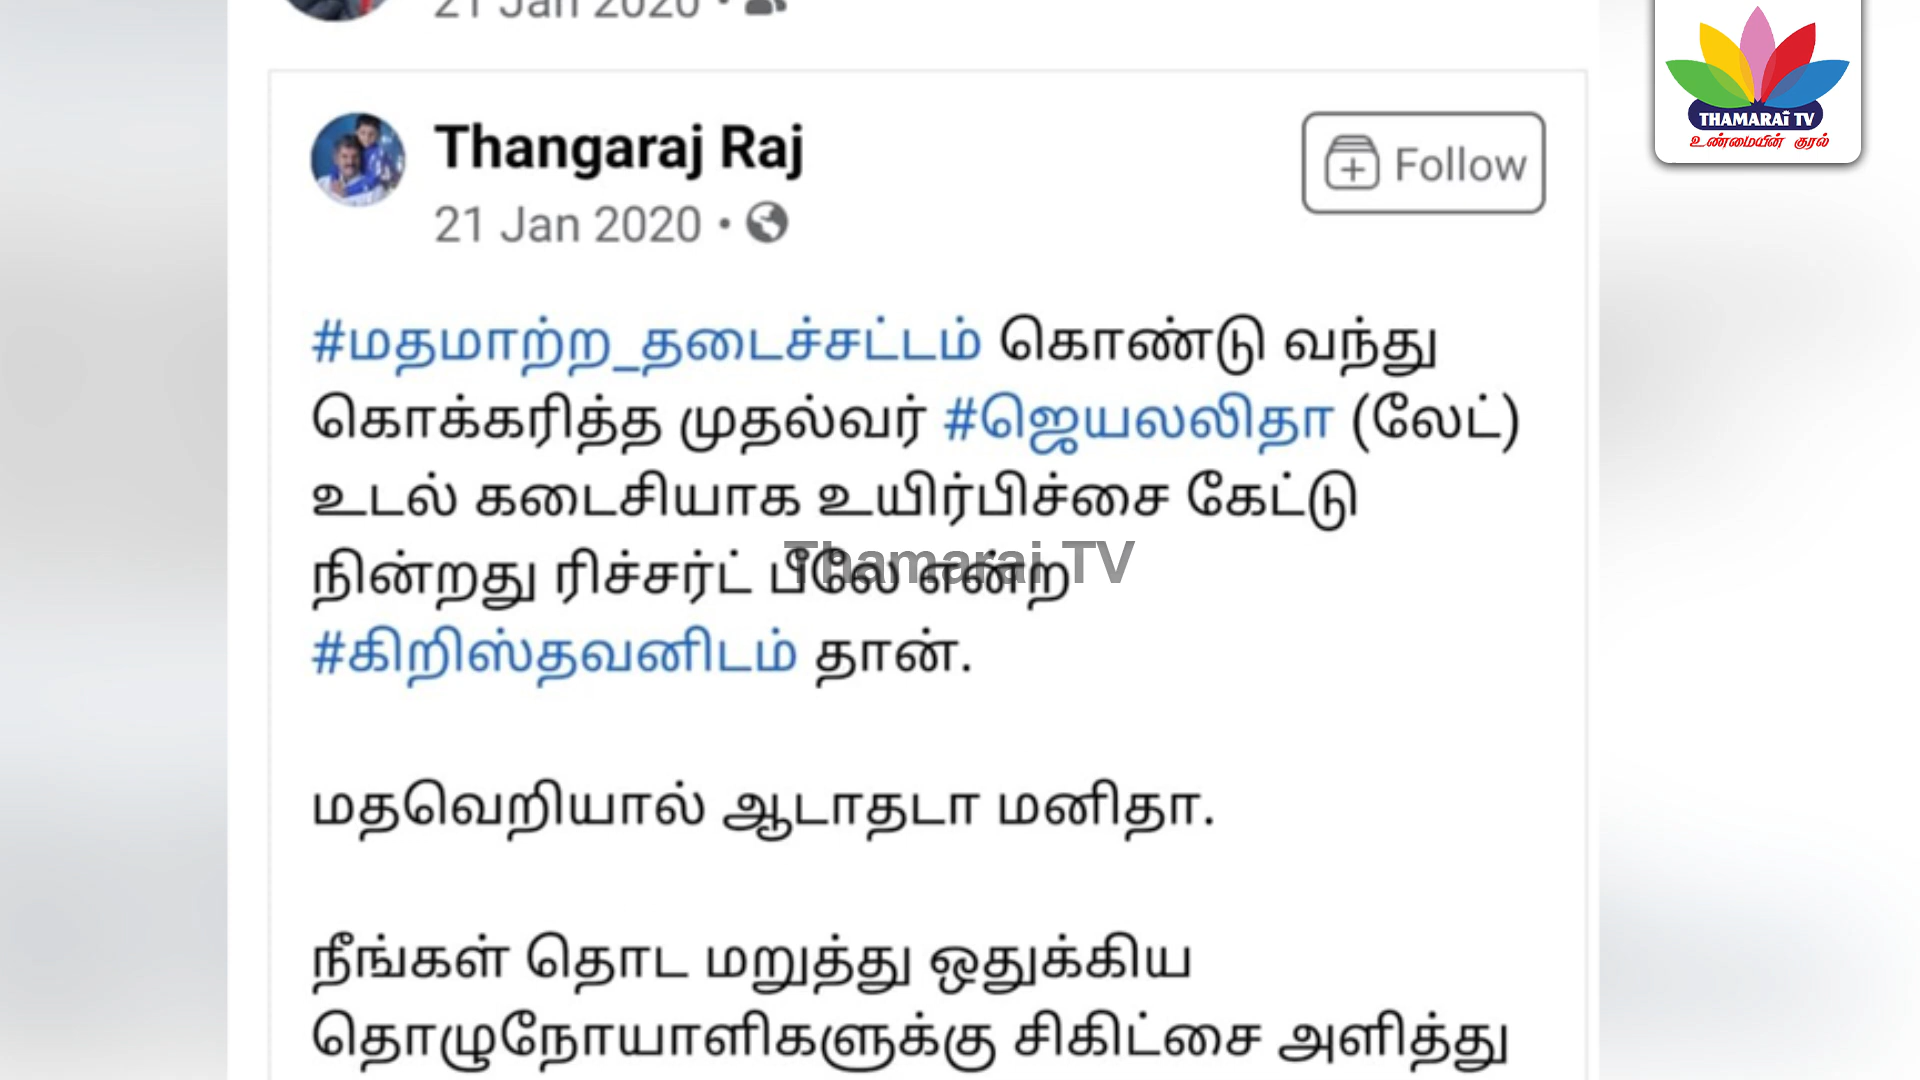 21 Jan 2020 •
THAMARAI TV
உண்மையின் குரல்
Thangaraj Raj
Follow
21 Jan 2020 •
#மதமாற்ற_தடைச்சட்டம் கொண்டு வந்து
கொக்கரித்த முதல்வர் #ஜெயலலிதா (லேட்)
உடல் கடைசியாக உயிர்பிச்சை கேட்டு
நின்றது ரிச்சர்ட் பீலே என்ற
Thamarai TV
#கிறிஸ்தவனிடம் தான்.
மதவெறியால் ஆடாதடா மனிதா.
நீங்கள் தொட மறுத்து ஒதுக்கிய
தொழுநோயாளிகளுக்கு சிகிட்சை அளித்து